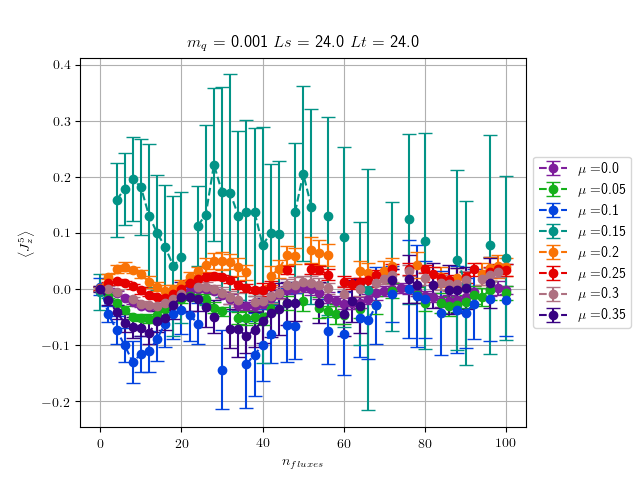 m_q = 0.001 Ls = 24.0 Lt = 24.0
⟨J_z^5⟩
0.4
0.3
0.2
0.1
0.0
−0.1
−0.2
0 20 40 60 80 100
n_fluxes
μ =0.0
μ =0.05
μ =0.1
μ =0.15
μ =0.2
μ =0.25
μ =0.3
μ =0.35